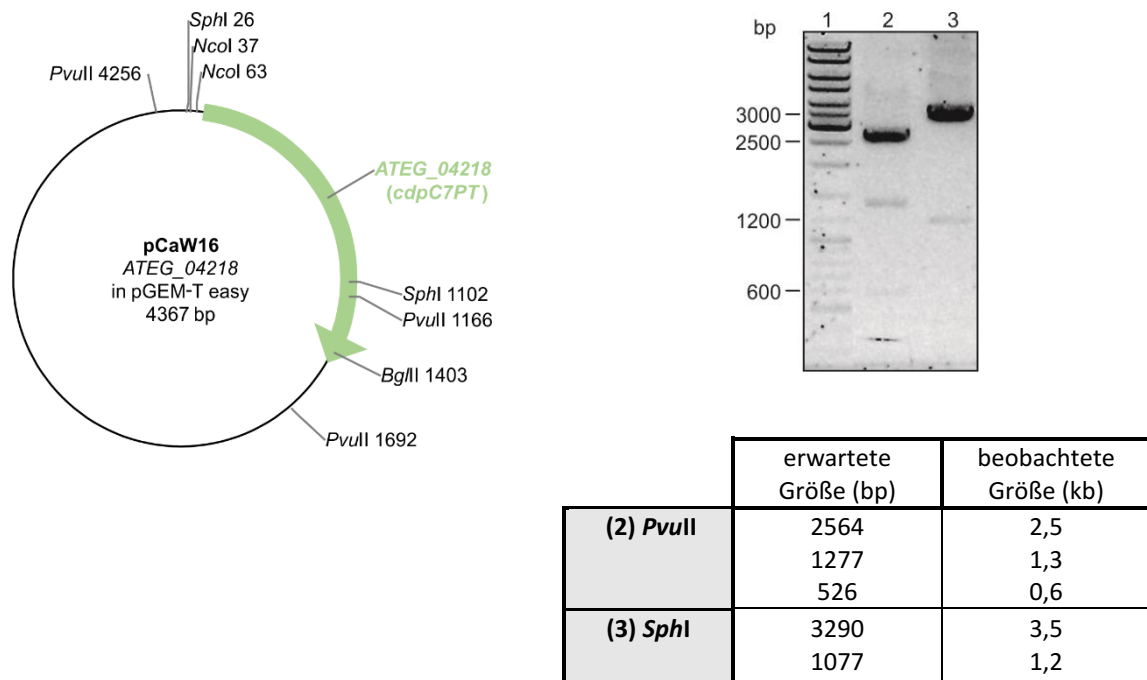 SphI 26
NcoI 37
NcoI 63
PvuII 4256
ATEG_04218
(cdpC7PT)
pCaW16
ATEG_04218
in pGEM-T easy
4367 bp
SphI 1102
PvuII 1166
BglII 1403
PvuII 1692
bp
1 2 3
3000
2500
1200
600
erwartete beobachtete
Größe (bp) Größe (kb)
(2) PvuII 2564 2,5
1277 1,3
526 0,6
(3) SphI 3290 3,5
1077 1,2